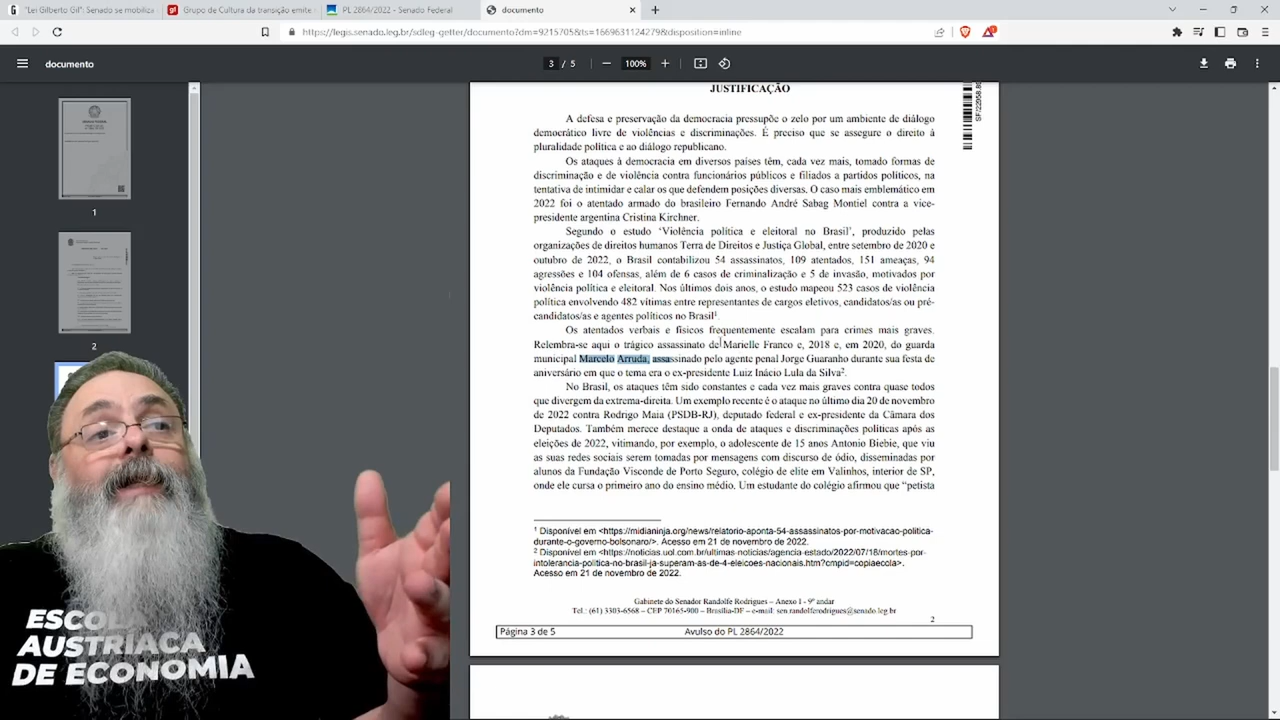 "Lei Gilberto Gil": Senado se mobiliza
Grupo de Cultura da transição emite
PL 2864/2022 - Senado Federal
documento
https://legis.senado.leg.br/sdleg-getter/documento?dm=9215705&ts=1669631124279&disposition=inline
documento
3 / 5
100%
1
2
JUSTIFICAÇÃO
A defesa e preservação da democracia pressupõe o zelo por um ambiente de diálogo
democrático livre de violências e discriminações. É preciso que se assegure o direito à
pluralidade política e ao diálogo republicano.
Os ataques à democracia em diversos países têm, cada vez mais, tomado formas de
discriminação e de violência contra funcionários públicos e filiados a partidos políticos, na
tentativa de intimidar e calar os que defendem posições diversas. O caso mais emblemático em
2022 foi o atentado armado do brasileiro Fernando André Sabag Montiel contra a vice-
presidente argentina Cristina Kirchner.
Segundo o estudo 'Violência política e eleitoral no Brasil', produzido pelas
organizações de direitos humanos Terra de Direitos e Justiça Global, entre setembro de 2020 e
outubro de 2022, o Brasil contabilizou 54 assassinatos, 109 atentados, 151 ameaças, 94
agressões e 104 ofensas, além de 6 casos de criminalização e 5 de invasão, motivados por
violência política e eleitoral. Nos últimos dois anos, o estudo mapeou 523 casos de violência
política envolvendo 482 vítimas entre representantes de cargos eletivos, candidatos/as ou pré-
candidatos/as e agentes políticos no Brasil¹.
Os atentados verbais e físicos frequentemente escalam para crimes mais graves.
Relembra-se aqui o trágico assassinato de Marielle Franco e, 2018 e, em 2020, do guarda
municipal Marcelo Arruda, assassinado pelo agente penal Jorge Guaranho durante sua festa de
aniversário em que o tema era o ex-presidente Luiz Inácio Lula da Silva².
No Brasil, os ataques têm sido constantes e cada vez mais graves contra quase todos
que divergem da extrema-direita. Um exemplo recente é o ataque no último dia 20 de novembro
de 2022 contra Rodrigo Maia (PSDB-RJ), deputado federal e ex-presidente da Câmara dos
Deputados. Também merece destaque a onda de ataques e discriminações políticas após as
eleições de 2022, vitimando, por exemplo, o adolescente de 15 anos Antonio Biebie, que viu
as suas redes sociais serem tomadas por mensagens com discurso de ódio, disseminadas por
alunos da Fundação Visconde de Porto Seguro, colégio de elite em Valinhos, interior de SP,
onde ele cursa o primeiro ano do ensino médio. Um estudante do colégio afirmou que "petista
¹ Disponível em <https://midianinja.org/news/relatorio-aponta-54-assassinatos-por-motivacao-politica-
durante-o-governo-bolsonaro/>. Acesso em 21 de novembro de 2022.
² Disponível em <https://noticias.uol.com.br/ultimas-noticias/agencia-estado/2022/07/18/mortes-por-
intolerancia-politica-no-brasil-ja-superam-as-de-4-eleicoes-nacionais.htm?cmpid=copiaecola>.
Acesso em 21 de novembro de 2022.
Gabinete do Senador Randolfe Rodrigues – Anexo I - 9º andar
Tel.: (61) 3303-6568 – CEP 70165-900 – Brasília-DF – e-mail: sen.randolferodrigues@senado.leg.br
2
Página 3 de 5
Avulso do PL 2864/2022
AUSTRIACA
DE ECONOMIA